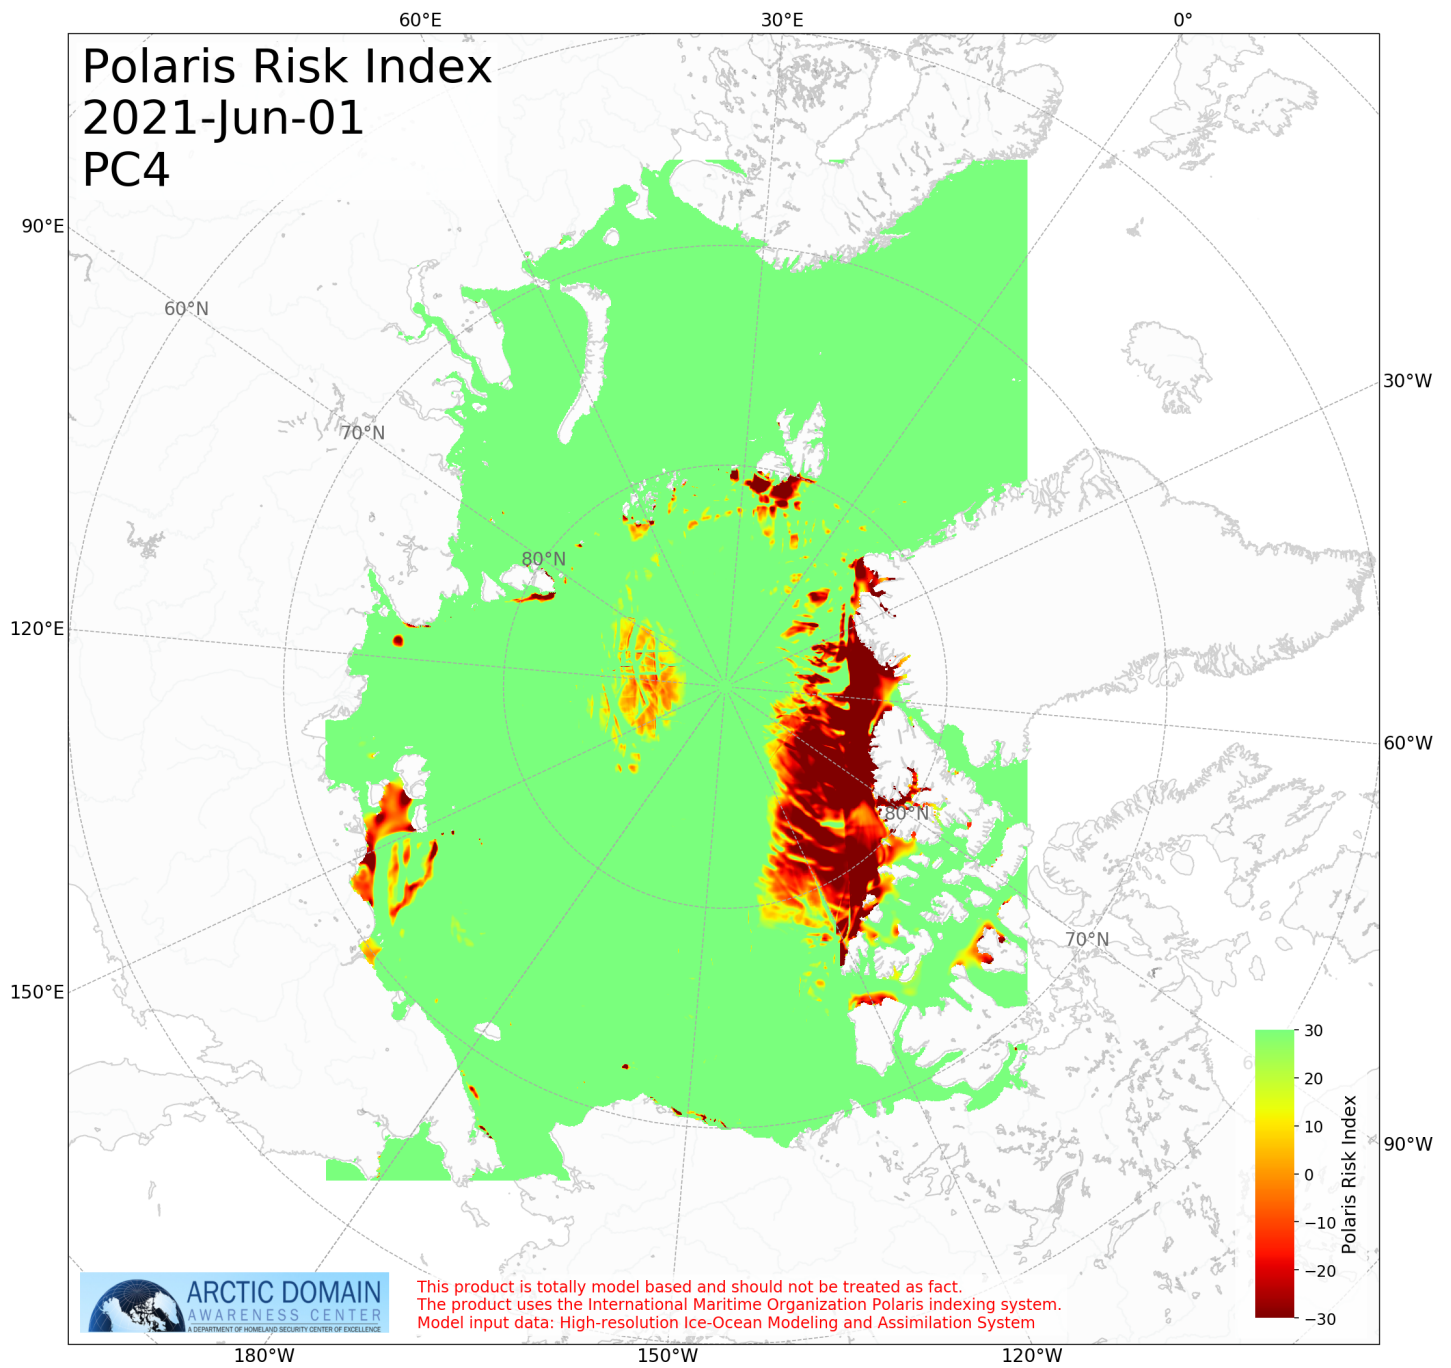 60°E 30°E 0°
Polaris Risk Index
2021-Jun-01
PC4
90°E
60°N
30°W
70°N
80°N
120°E
60°W
80°N
70°N
150°E
30
20
10
0
−10
−20
−30
Polaris Risk Index
90°W
ARCTIC DOMAIN
AWARENESS CENTER
A DEPARTMENT OF HOMELAND SECURITY CENTER OF EXCELLENCE
This product is totally model based and should not be treated as fact.
The product uses the International Maritime Organization Polaris indexing system.
Model input data: High-resolution Ice-Ocean Modeling and Assimilation System
180°W 150°W 120°W